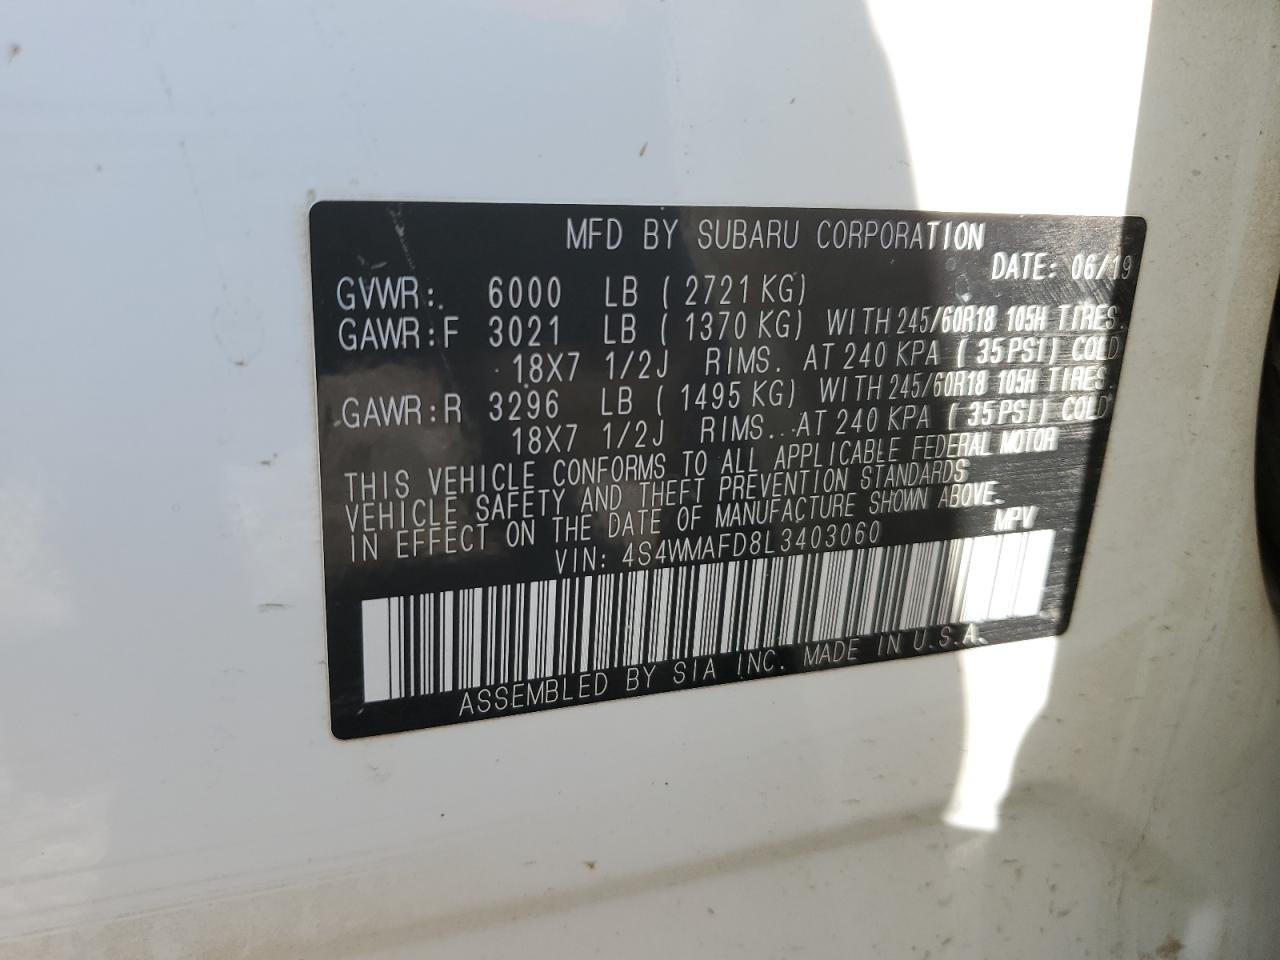 MFD BY SUBARU CORPORATION
DATE: 06/19
GVWR: 6000 LB ( 2721 KG)
GAWR:F 3021 LB ( 1370 KG) WITH 245/60R18 105H TIRES.
18X7 1/2J RIMS. AT 240 KPA ( 35 PSI) COLD
GAWR:R 3296 LB ( 1495 KG) WITH 245/60R18 105H TIRES.
18X7 1/2J RIMS. AT 240 KPA ( 35 PSI) COLD
THIS VEHICLE CONFORMS TO ALL APPLICABLE FEDERAL MOTOR
VEHICLE SAFETY AND THEFT PREVENTION STANDARDS
IN EFFECT ON THE DATE OF MANUFACTURE SHOWN ABOVE.
VIN: 4S4WMAFD8L3403060 MPV
ASSEMBLED BY SIA INC. MADE IN U.S.A.